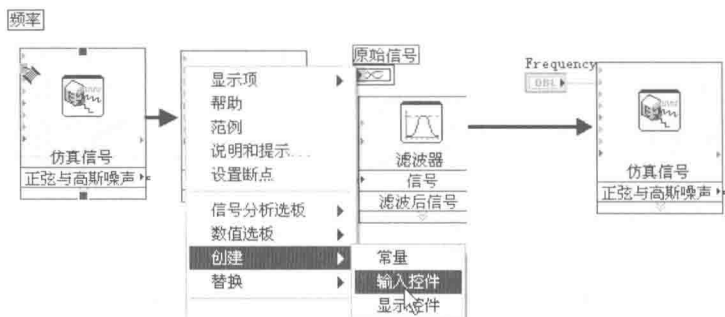 频率
仿真信号
正弦与高斯噪声
显示项
帮助
范例
说明和提示...
设置断点
信号分析选板
数值选板
创建
替换
常量
输入控件
显示控件
原始信号
滤波器
信号
滤波后信号
Frequency
DBL
仿真信号
正弦与高斯噪声